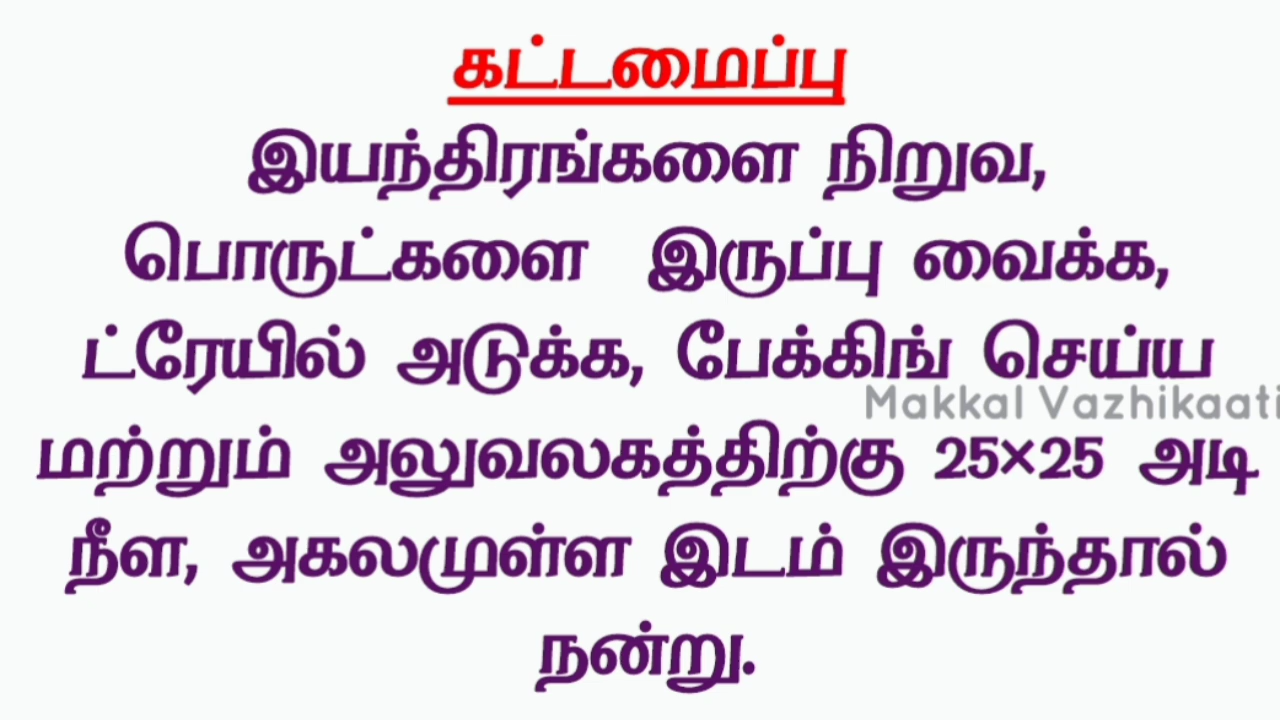 கட்டமைப்பு
இயந்திரங்களை நிறுவ,
பொருட்களை இருப்பு வைக்க,
ட்ரேயில் அடுக்க, பேக்கிங் செய்ய
Makkal Vazhikaati
மற்றும் அலுவலகத்திற்கு 25×25 அடி
நீள, அகலமுள்ள இடம் இருந்தால்
நன்று.